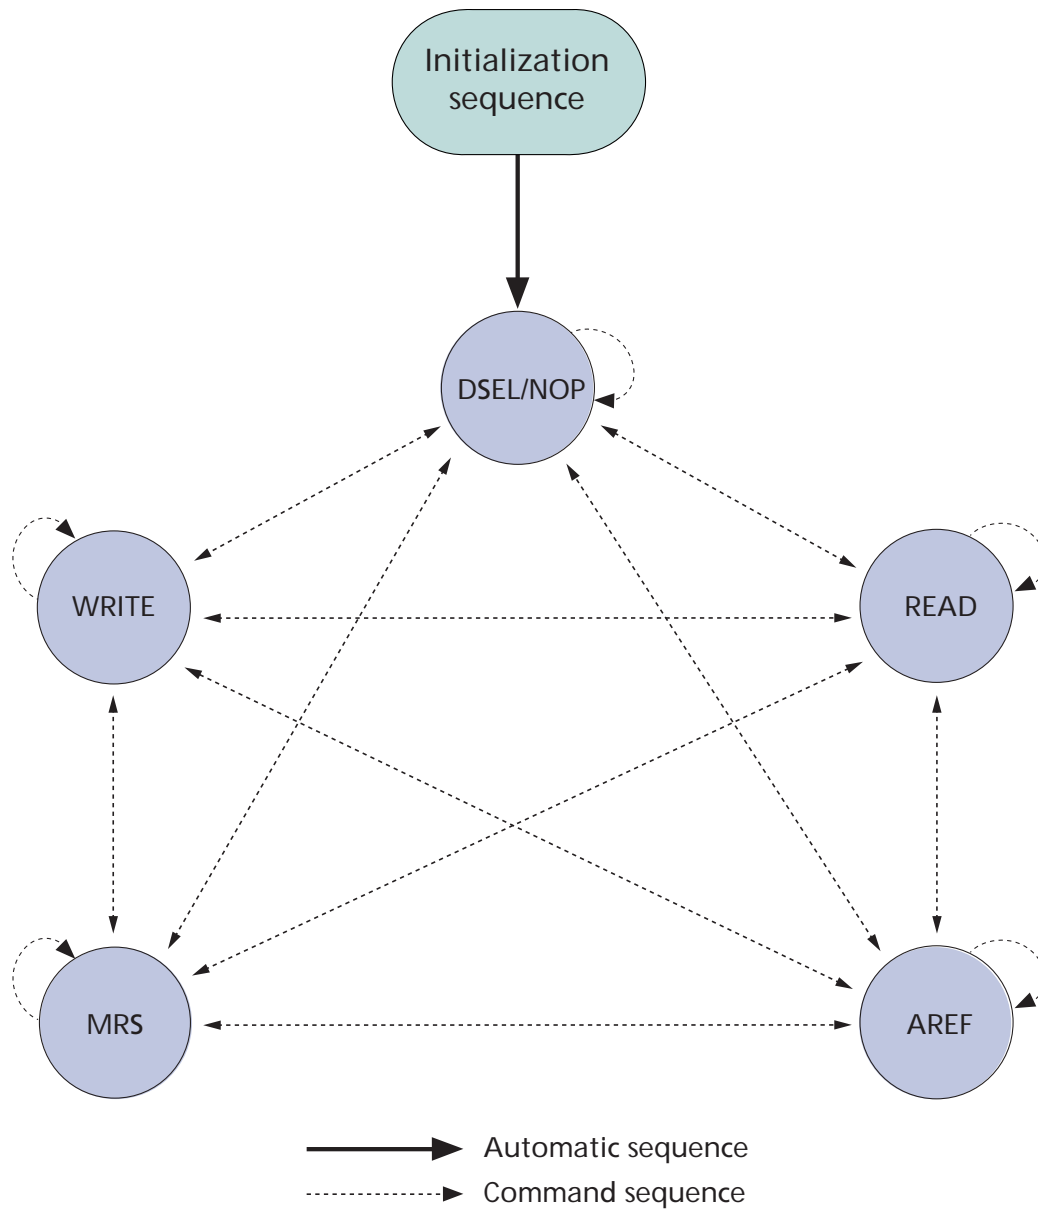 Initialization
sequence
DSEL/NOP
WRITE
READ
MRS
AREF
Automatic sequence
Command sequence